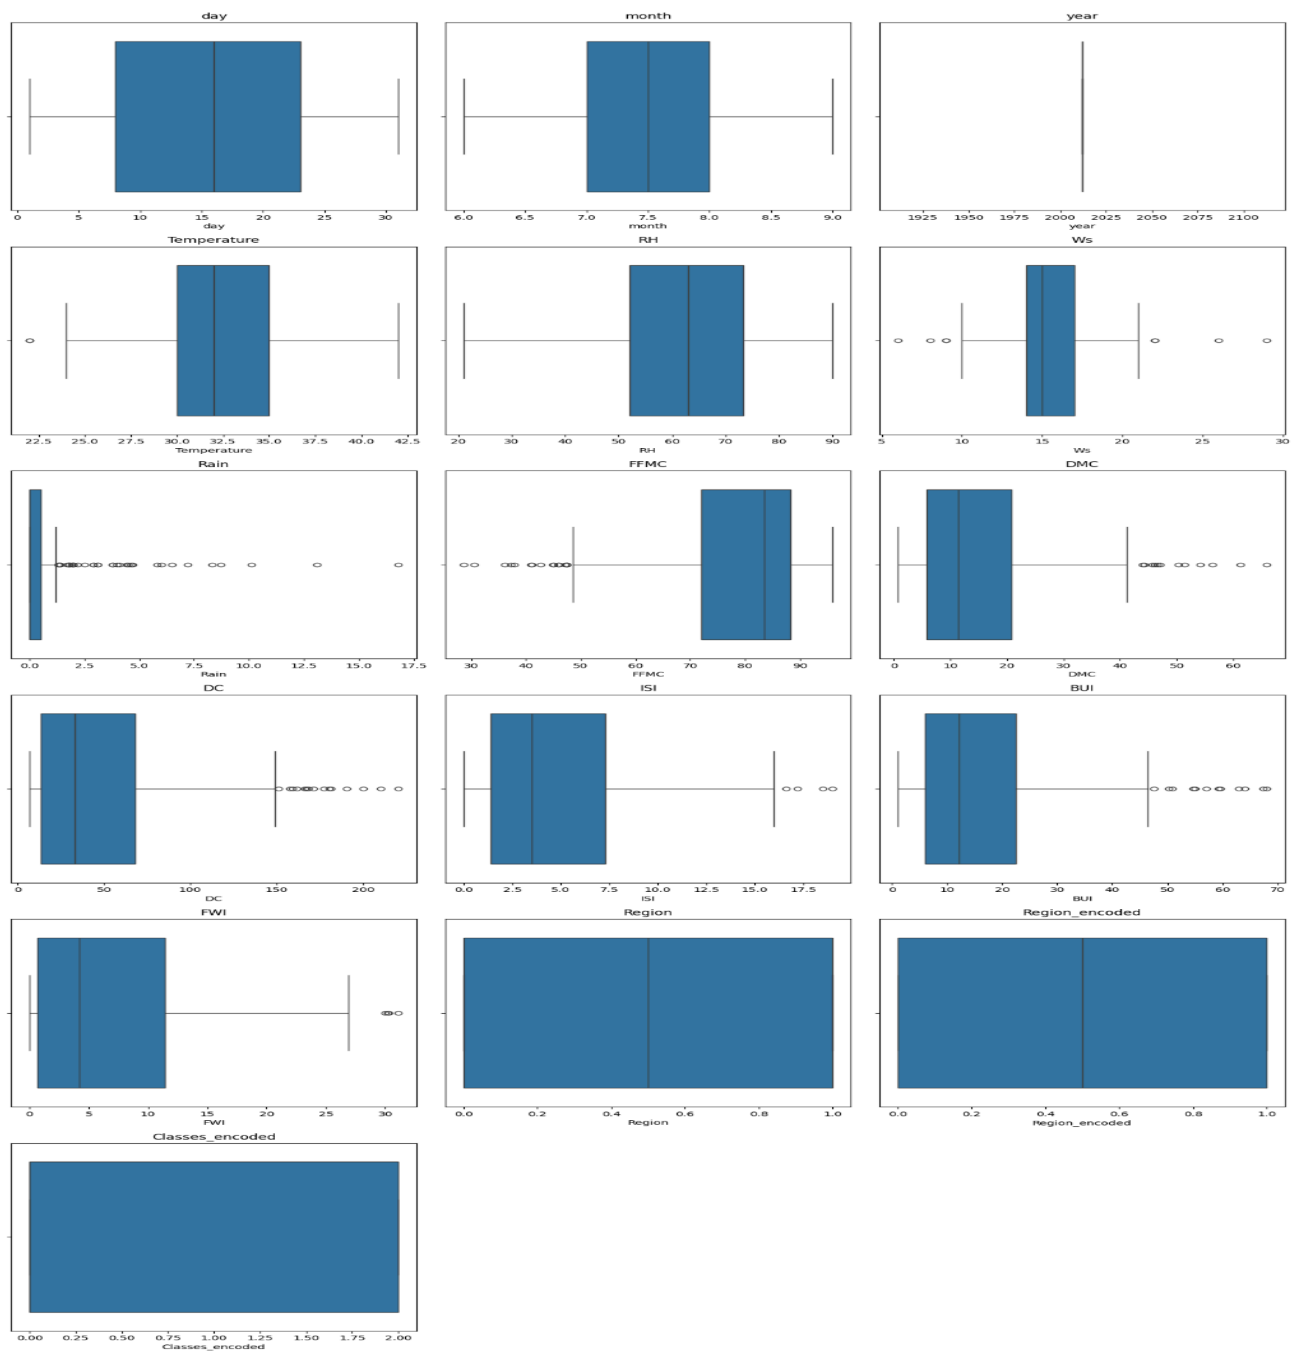 day month year
0 5 10 15 20 25 30 6.0 6.5 7.0 7.5 8.0 8.5 9.0 1925 1950 1975 2000 2025 2050 2075 2100
day month year
Temperature RH Ws
22.5 25.0 27.5 30.0 32.5 35.0 37.5 40.0 42.5 20 30 40 50 60 70 80 90 5 10 15 20 25 30
Temperature RH Ws
Rain FFMC DMC
0.0 2.5 5.0 7.5 10.0 12.5 15.0 17.5 30 40 50 60 70 80 90 0 10 20 30 40 50 60
Rain FFMC DMC
DC ISI BUI
0 50 100 150 200 0.0 2.5 5.0 7.5 10.0 12.5 15.0 17.5 0 10 20 30 40 50 60 70
DC ISI BUI
FWI Region Region_encoded
0 5 10 15 20 25 30 0.0 0.2 0.4 0.6 0.8 1.0 0.0 0.2 0.4 0.6 0.8 1.0
FWI Region Region_encoded
Classes_encoded
0.00 0.25 0.50 0.75 1.00 1.25 1.50 1.75 2.00
Classes_encoded